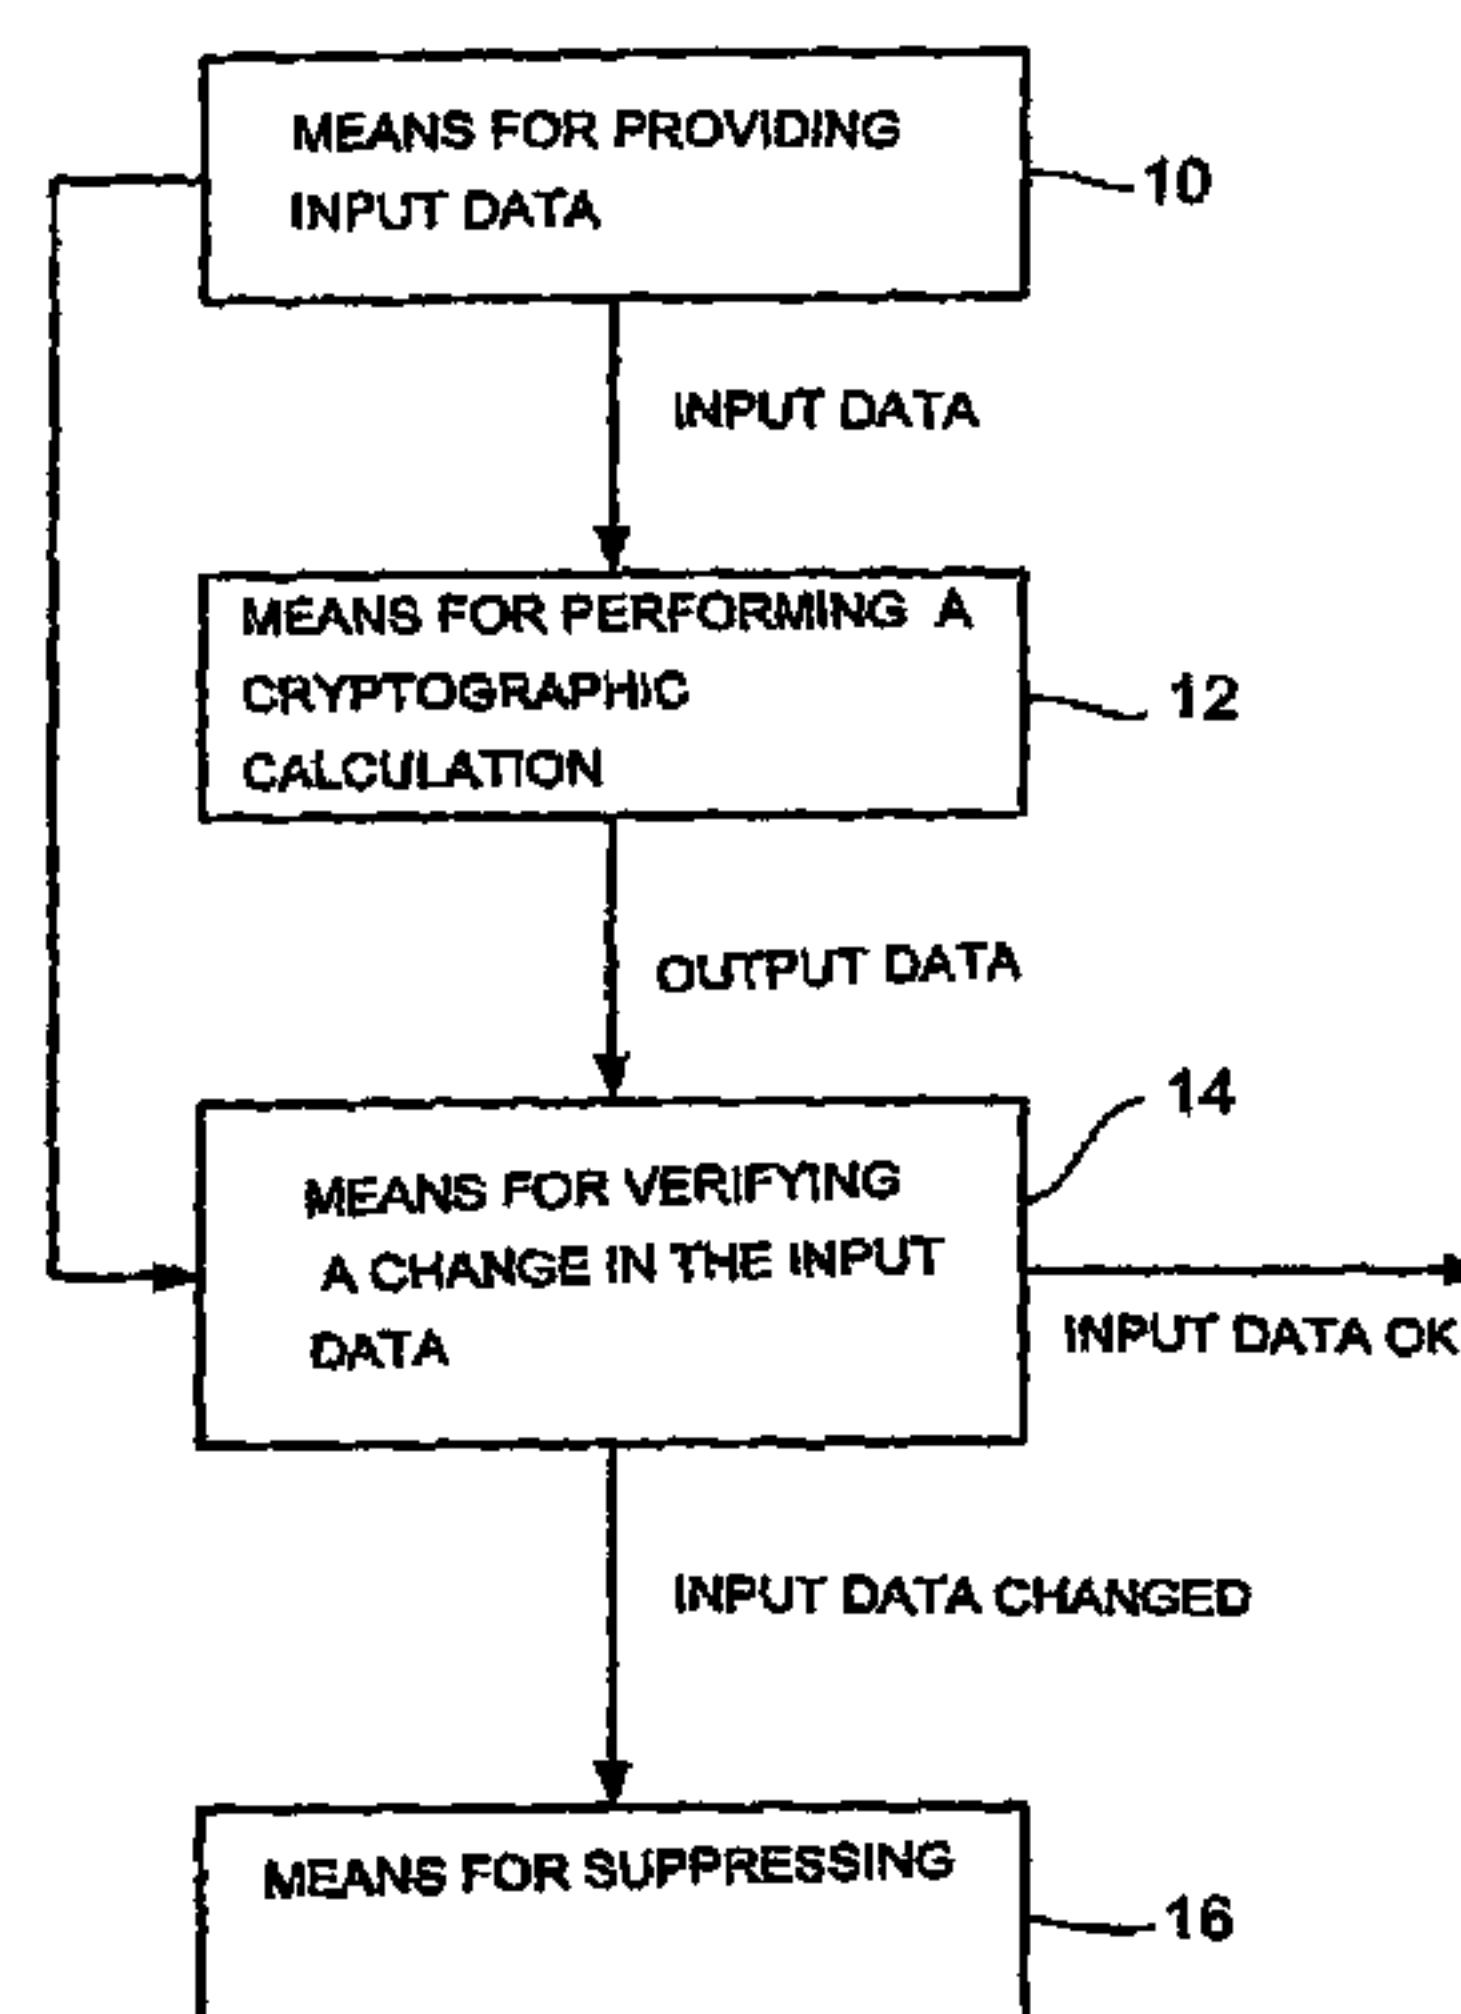 MEANS FOR PROVIDING
INPUT DATA
10
INPUT DATA
MEANS FOR PERFORMING A
CRYPTOGRAPHIC
CALCULATION
12
OUTPUT DATA
14
MEANS FOR VERIFYING
A CHANGE IN THE INPUT
DATA
INPUT DATA OK
INPUT DATA CHANGED
MEANS FOR SUPPRESSING
16